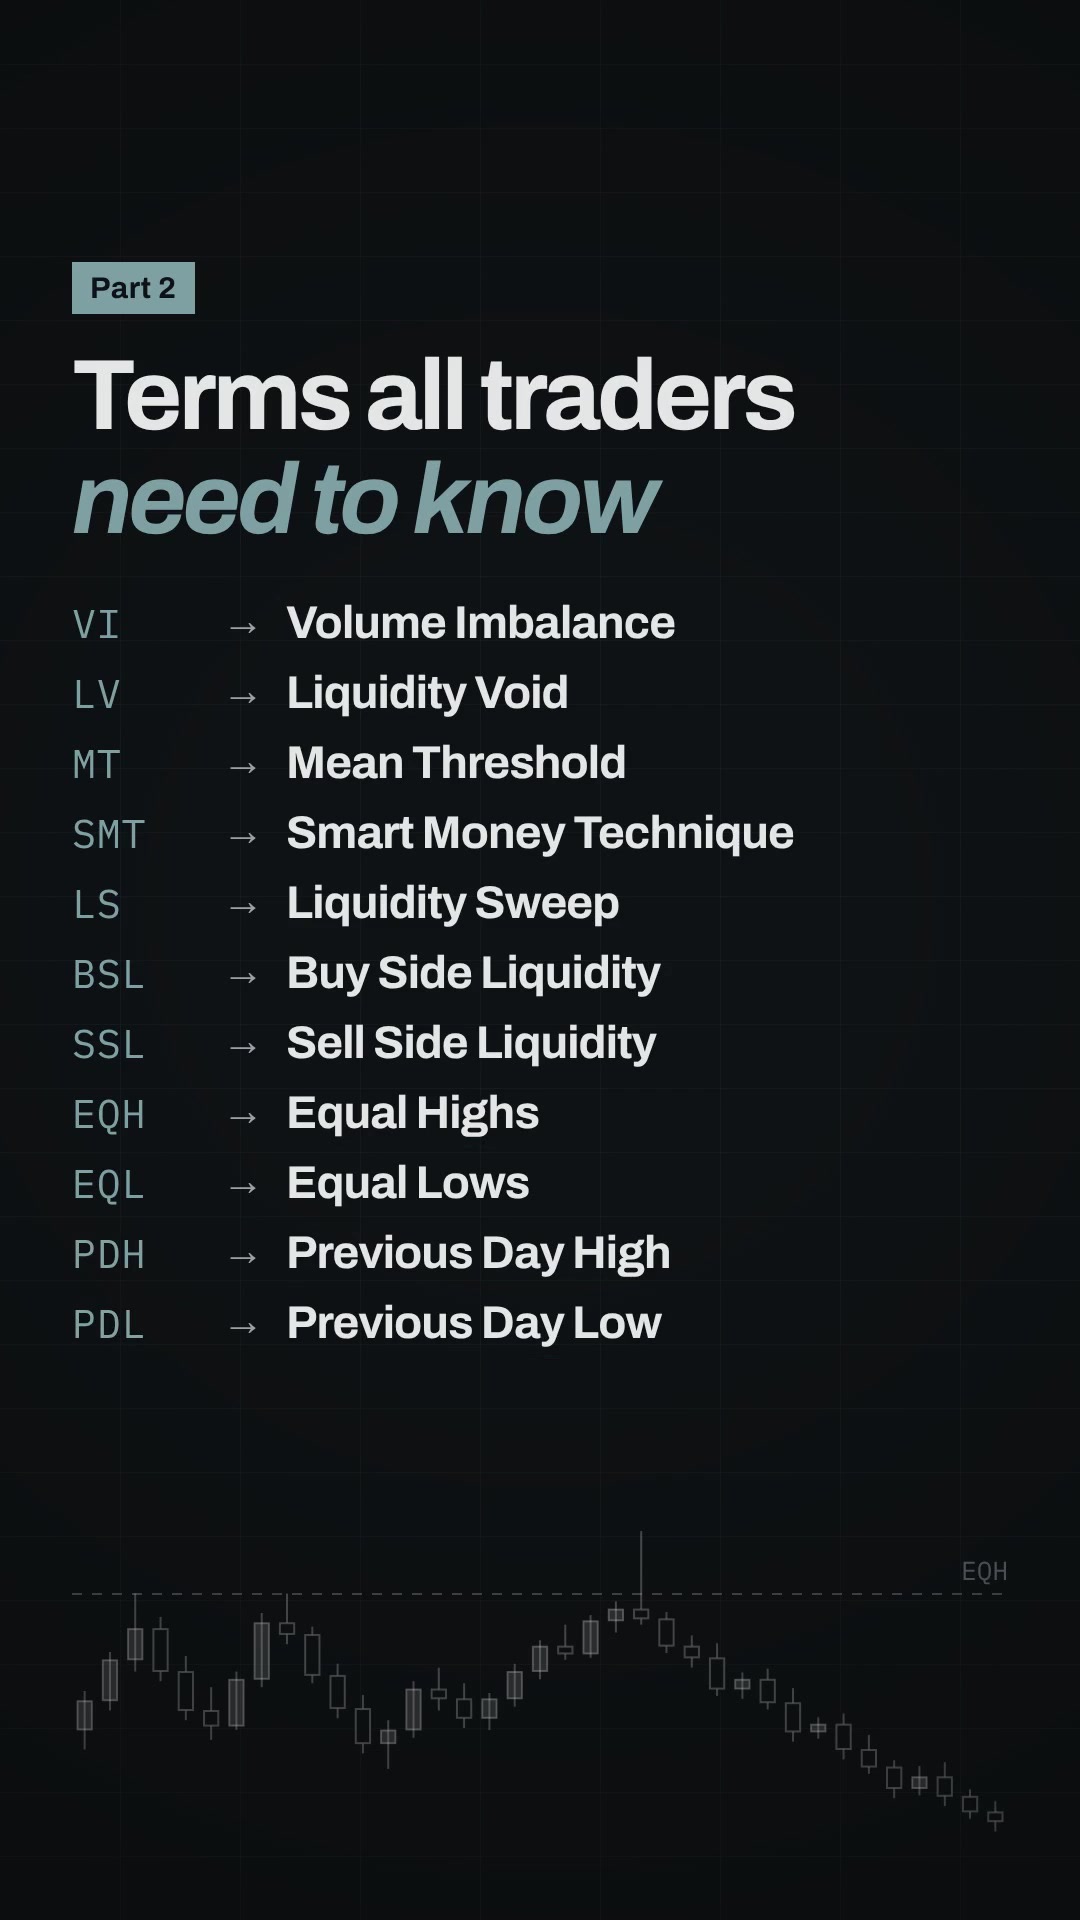 Part 2
Terms all traders
need to know
VI → Volume Imbalance
LV → Liquidity Void
MT → Mean Threshold
SMT → Smart Money Technique
LS → Liquidity Sweep
BSL → Buy Side Liquidity
SSL → Sell Side Liquidity
EQH → Equal Highs
EQL → Equal Lows
PDH → Previous Day High
PDL → Previous Day Low
EQH